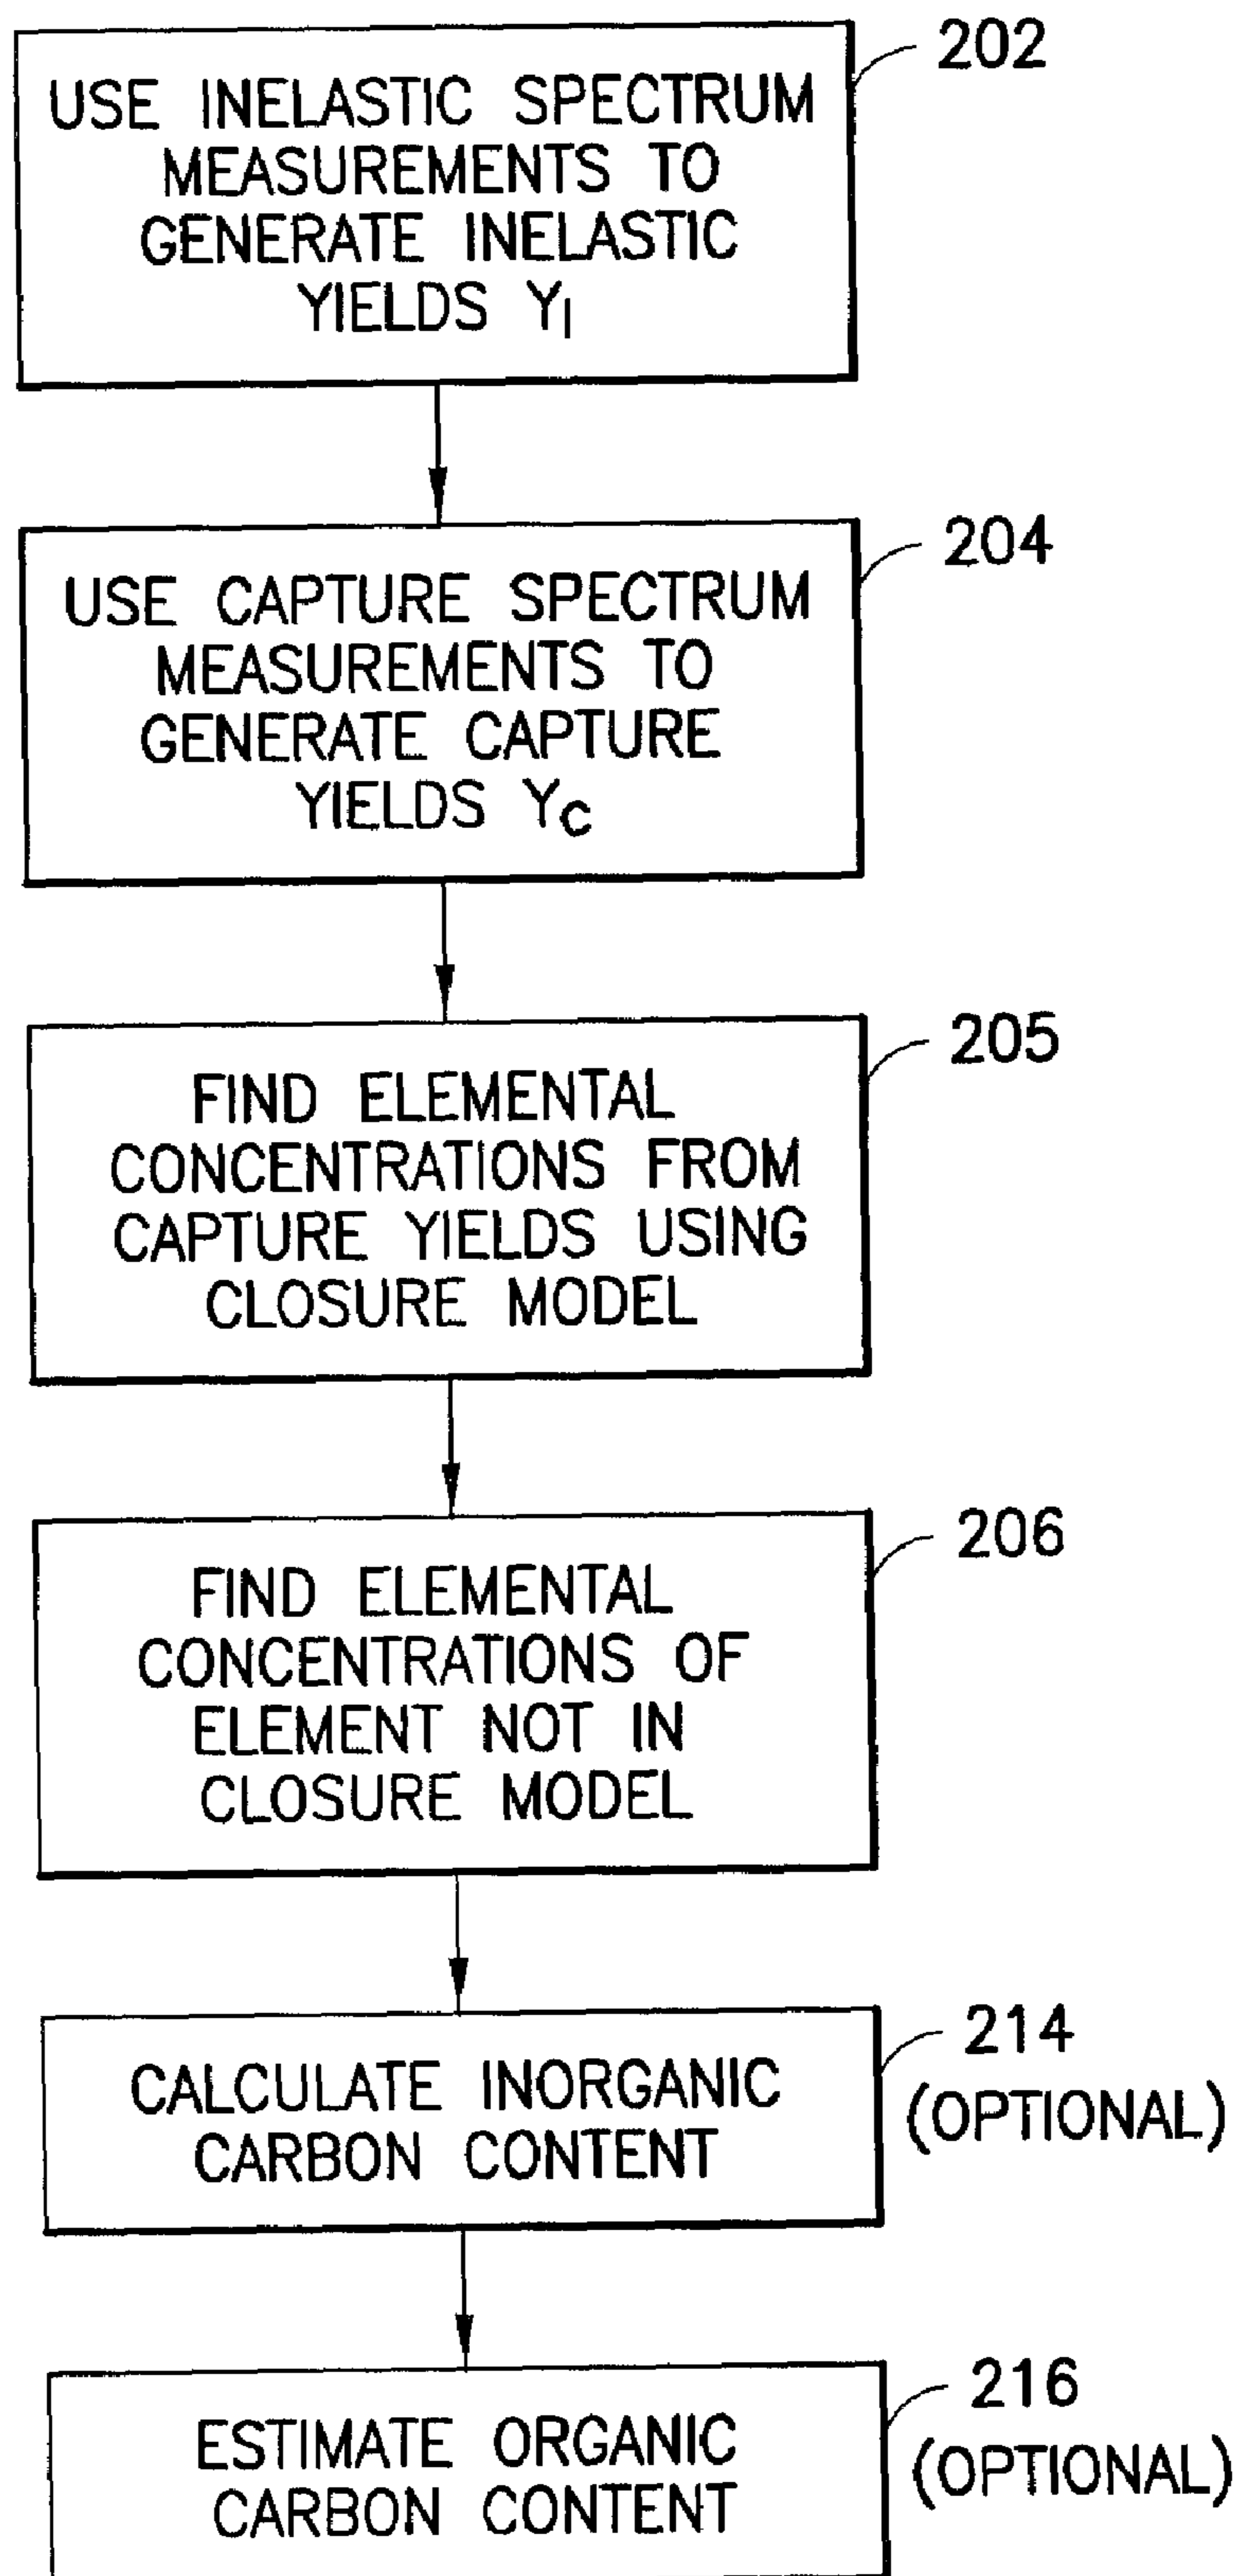 202
USE INELASTIC SPECTRUM
MEASUREMENTS TO
GENERATE INELASTIC
YIELDS YI
204
USE CAPTURE SPECTRUM
MEASUREMENTS TO
GENERATE CAPTURE
YIELDS YC
205
FIND ELEMENTAL
CONCENTRATIONS FROM
CAPTURE YIELDS USING
CLOSURE MODEL
206
FIND ELEMENTAL
CONCENTRATIONS OF
ELEMENT NOT IN
CLOSURE MODEL
214
(OPTIONAL)
CALCULATE INORGANIC
CARBON CONTENT
216
(OPTIONAL)
ESTIMATE ORGANIC
CARBON CONTENT